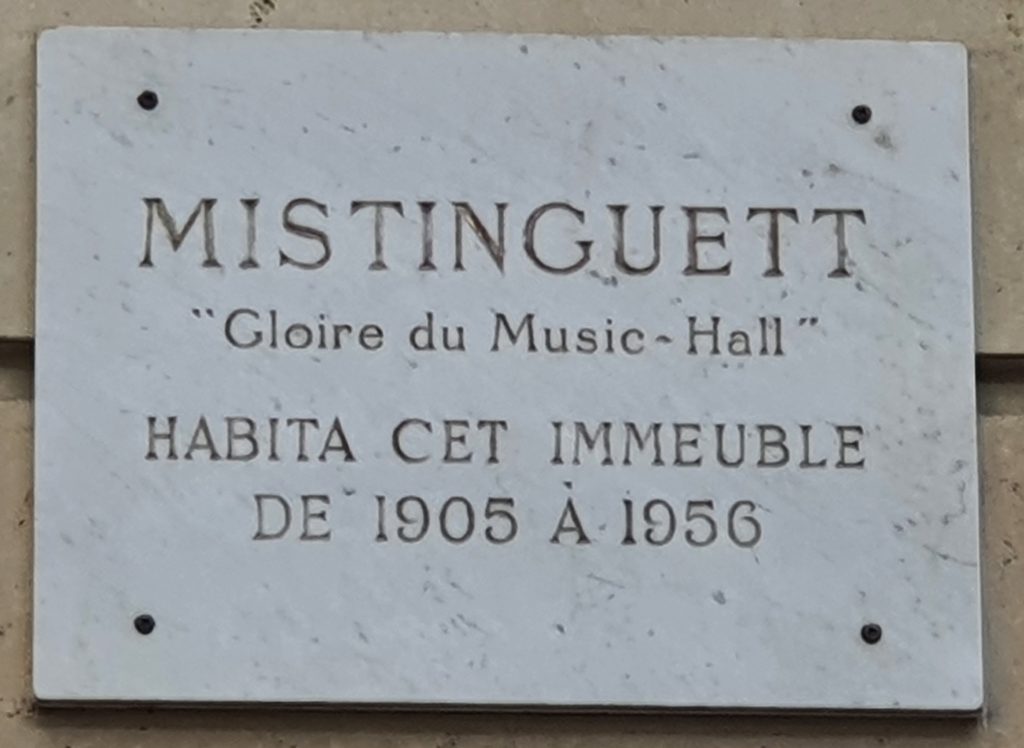 MISTINGUETT
"Gloire du Music-Hall"
HABITA CET IMMEUBLE
DE 1905 À 1956